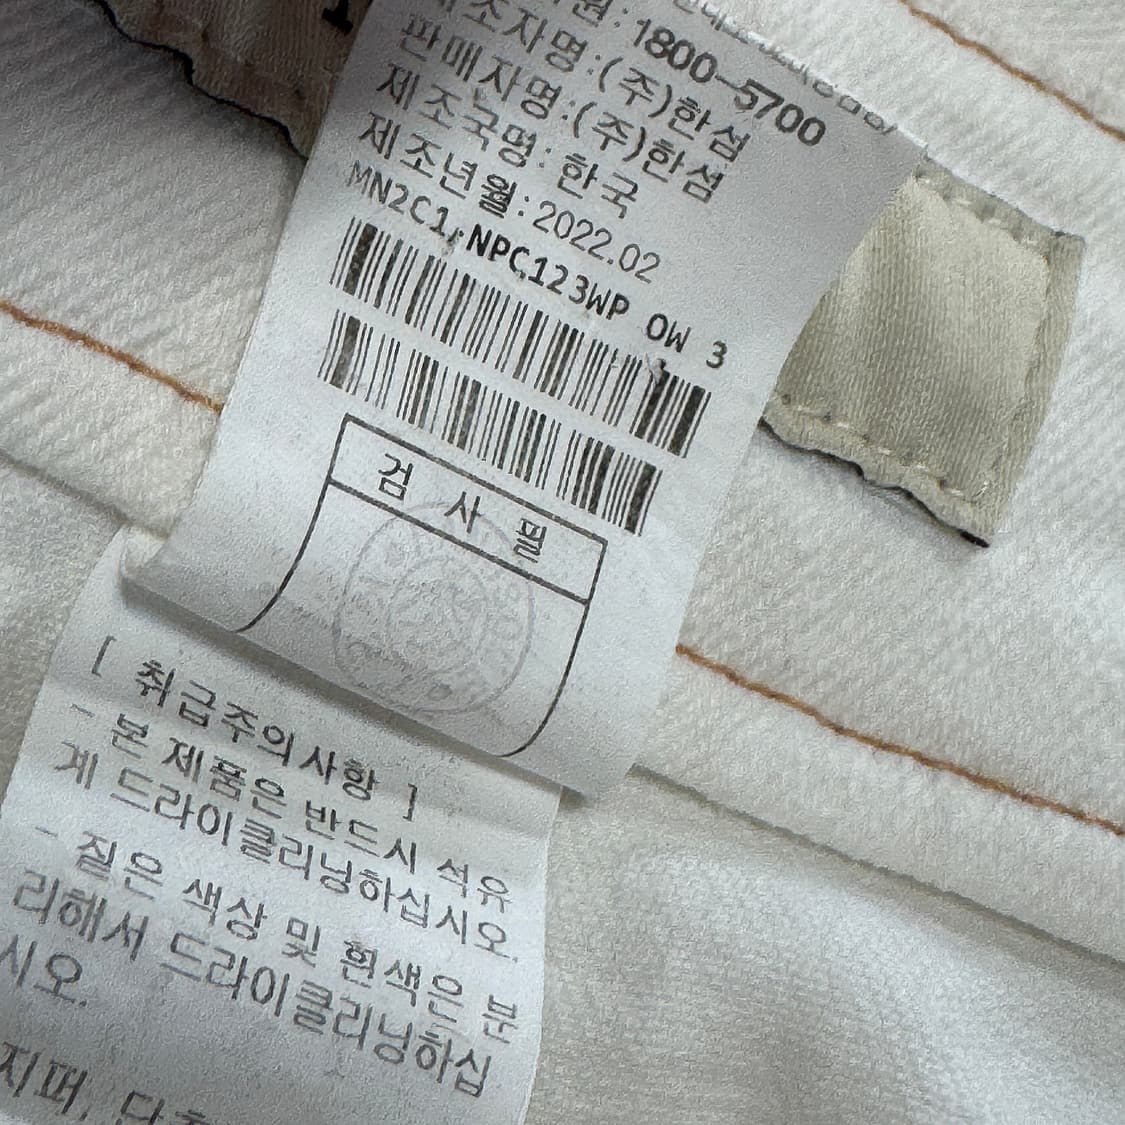 1800-5700
제조자명:(주)한섬
판매자명:(주)한섬
제조국명: 한국
제조년월: 2022.02
MN2C1 NPC123WP OW 3
검 사 필
[ 취급주의사항 ]
- 본 제품은 반드시 석유
계 드라이클리닝하십시오.
- 짙은 색상 및 흰색은 분
리해서 드라이클리닝하십
시오.
지퍼,